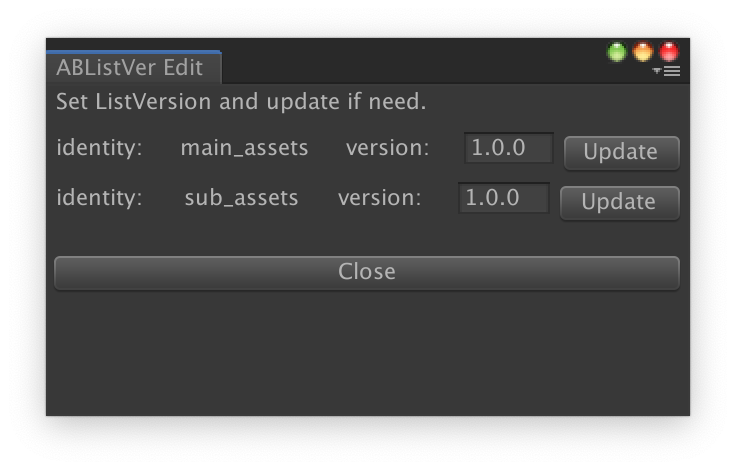 ABListVer Edit
Set ListVersion and update if need.
identity: main_assets version: 1.0.0 Update
identity: sub_assets version: 1.0.0 Update
Close